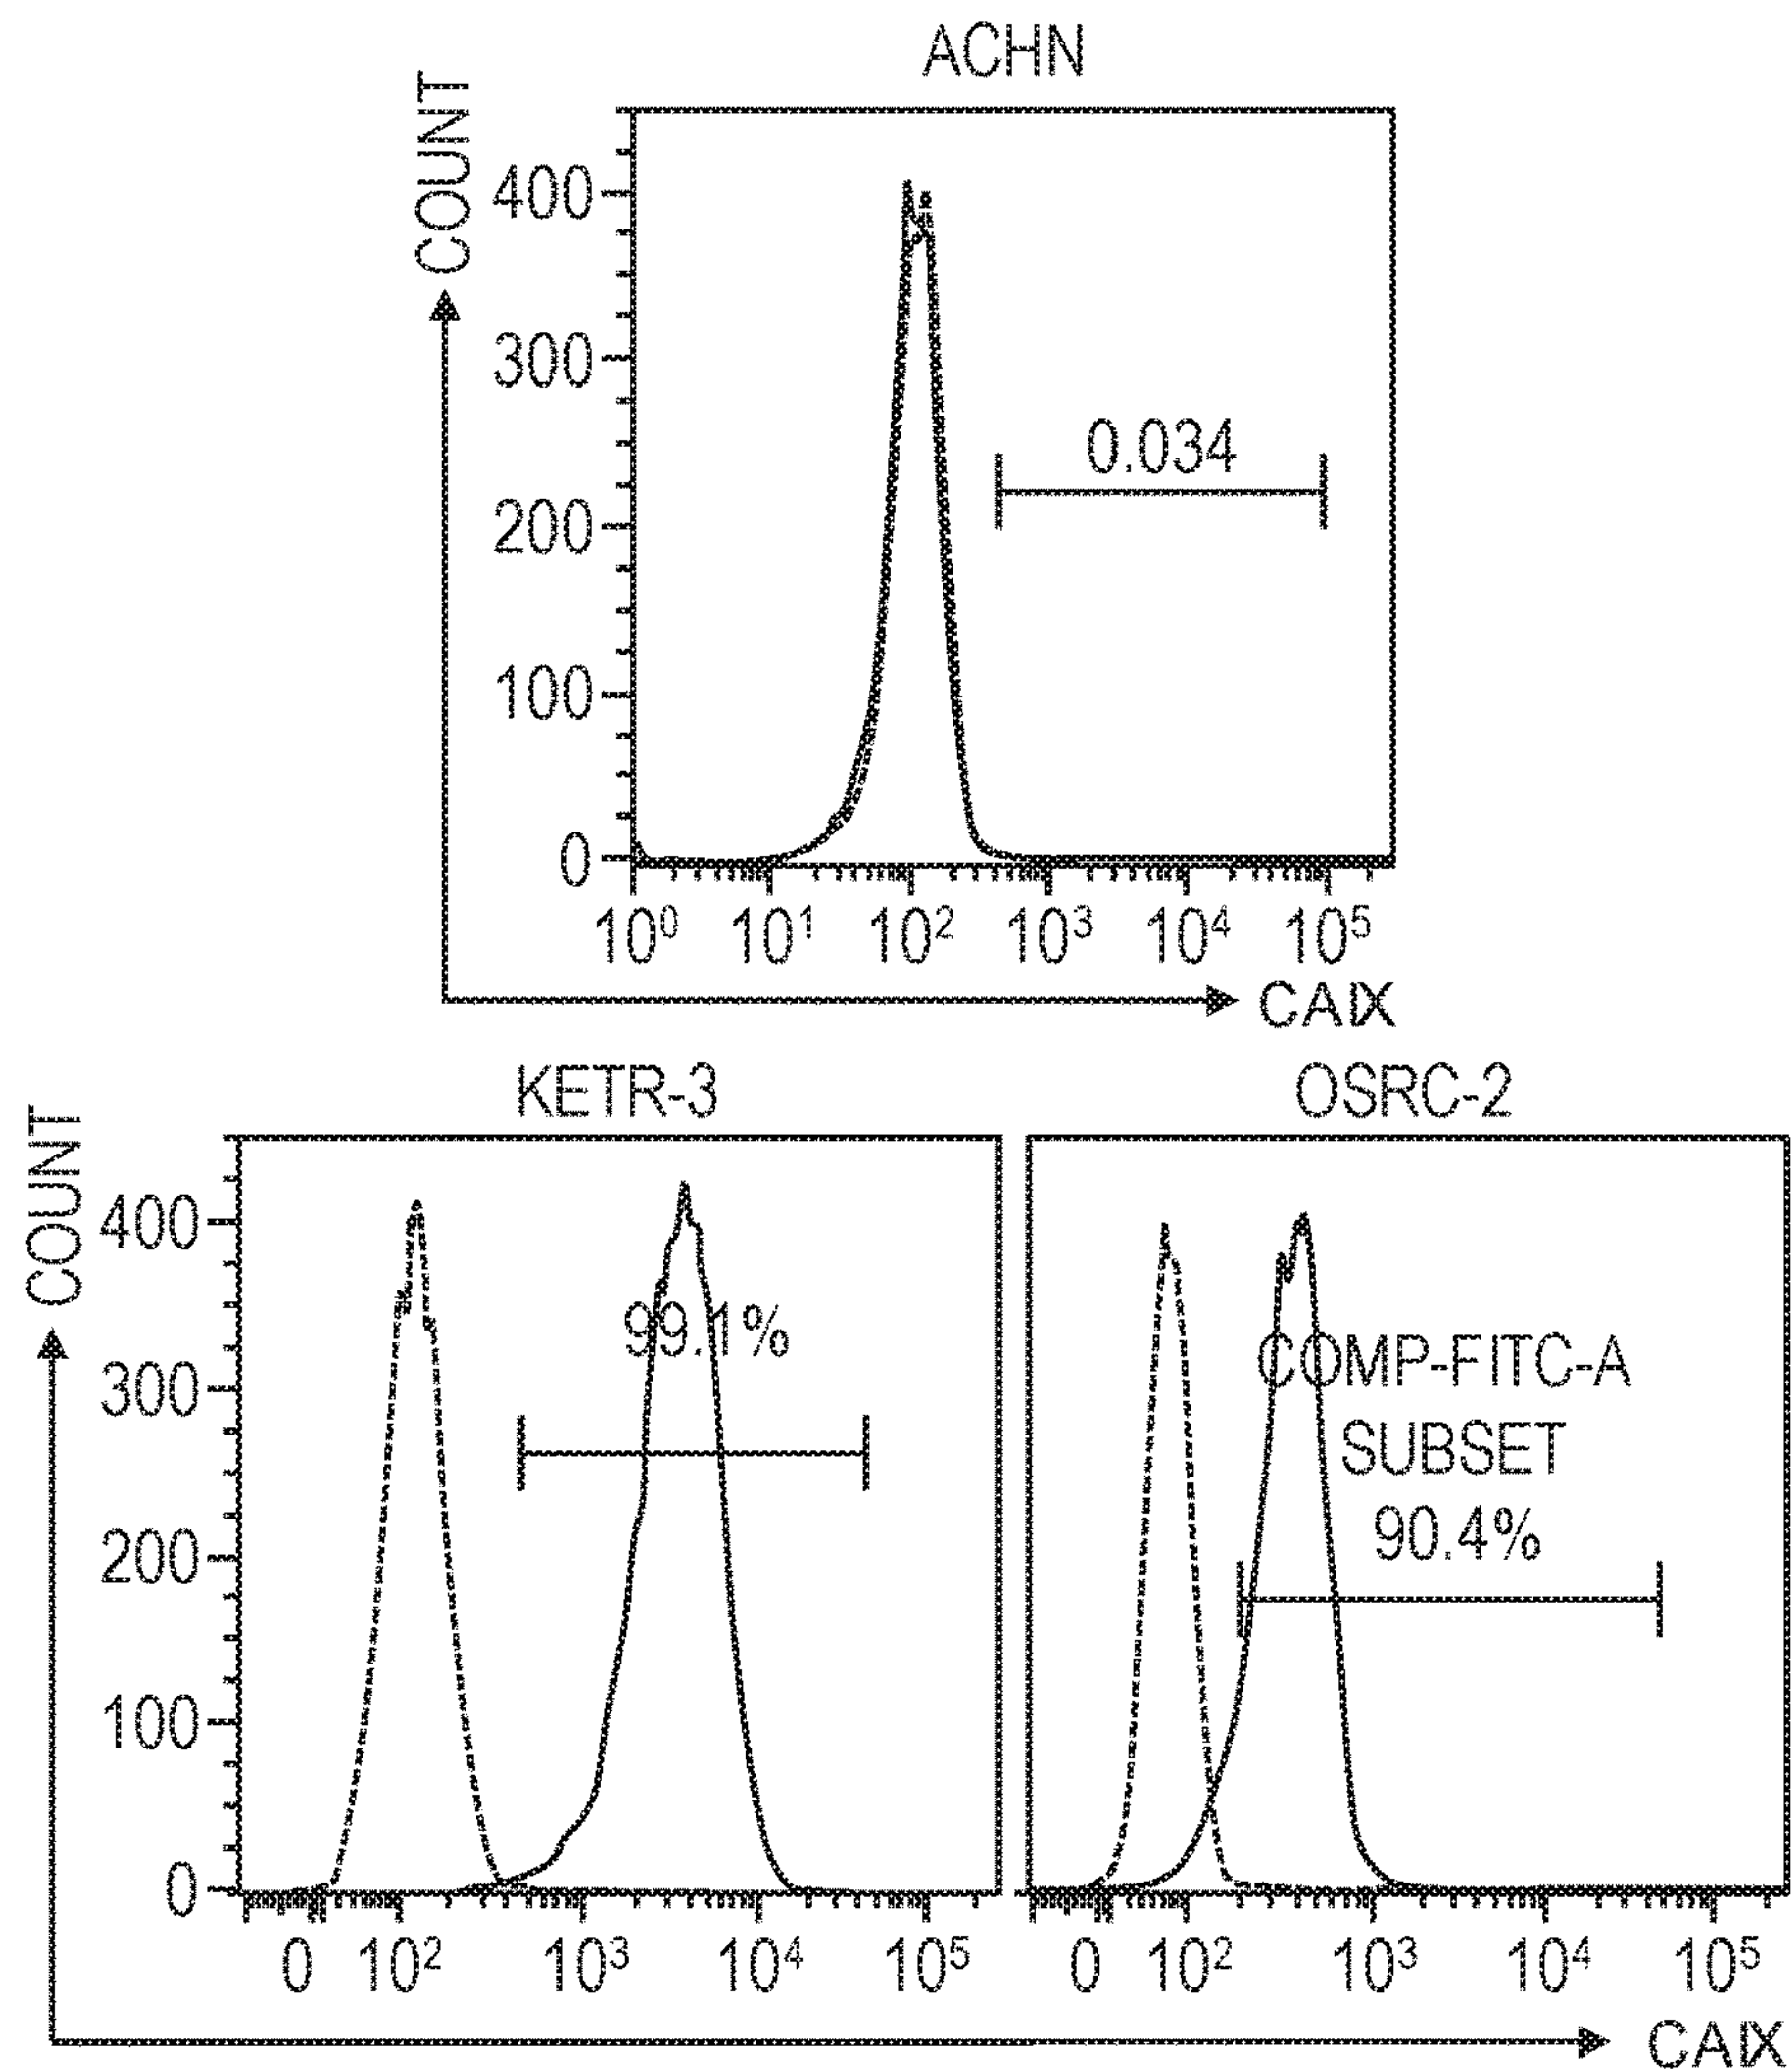 ACHN
COUNT
400
300
200
100
0
0.034
10⁰ 10¹ 10² 10³ 10⁴ 10⁵
CAIX
KETR-3
COUNT
400
300
200
100
0
99.1%
0 10² 10³ 10⁴ 10⁵
OSRC-2
COMP-FITC-A
SUBSET
90.4%
0 10² 10³ 10⁴ 10⁵
CAIX